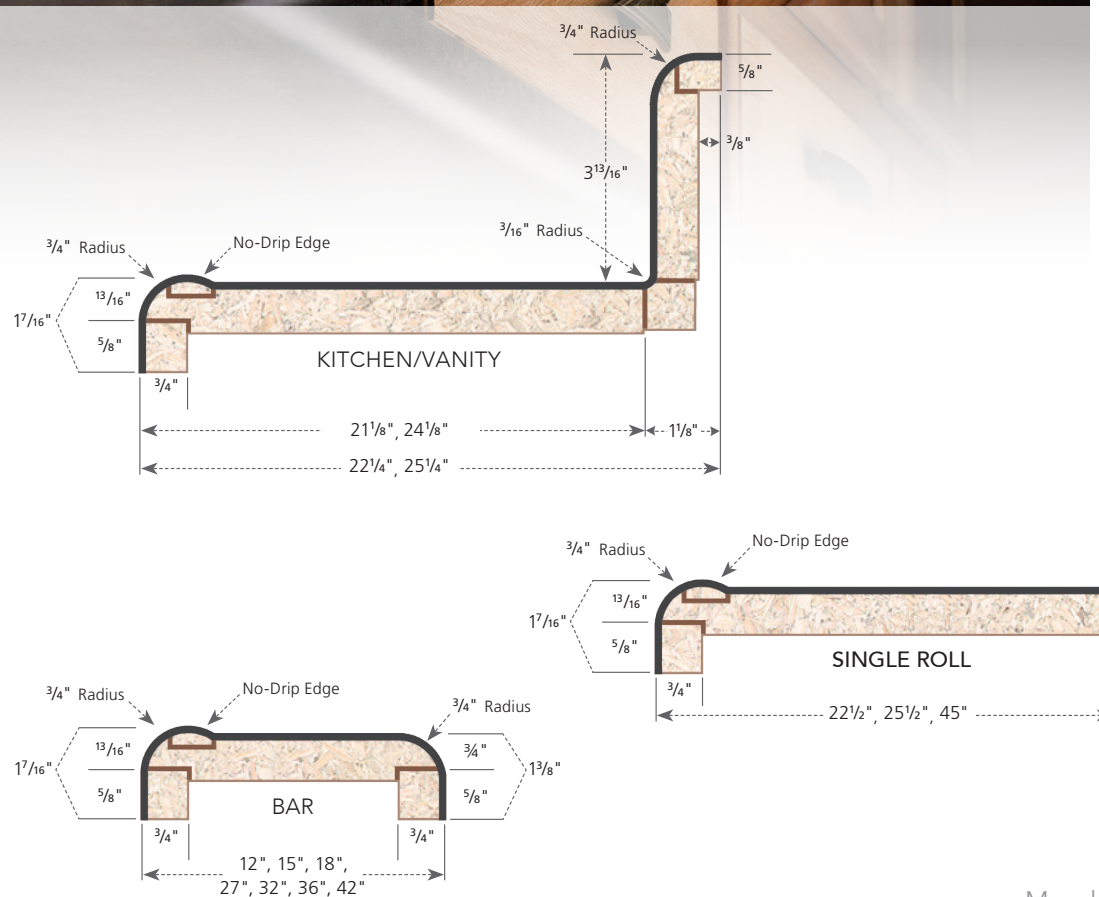 3/4" Radius
5/8"
3/8"
3 13/16"
3/16" Radius
3/4" Radius
No-Drip Edge
13/16"
1 7/16"
5/8"
3/4"
KITCHEN/VANITY
21 1/8", 24 1/8"
1 1/8"
22 1/4", 25 1/4"
3/4" Radius
No-Drip Edge
13/16"
1 7/16"
5/8"
3/4"
SINGLE ROLL
22 1/2", 25 1/2", 45"
3/4" Radius
No-Drip Edge
3/4" Radius
13/16"
3/4"
1 7/16"
1 3/8"
5/8"
5/8"
BAR
3/4"
3/4"
12", 15", 18",
27", 32", 36", 42"